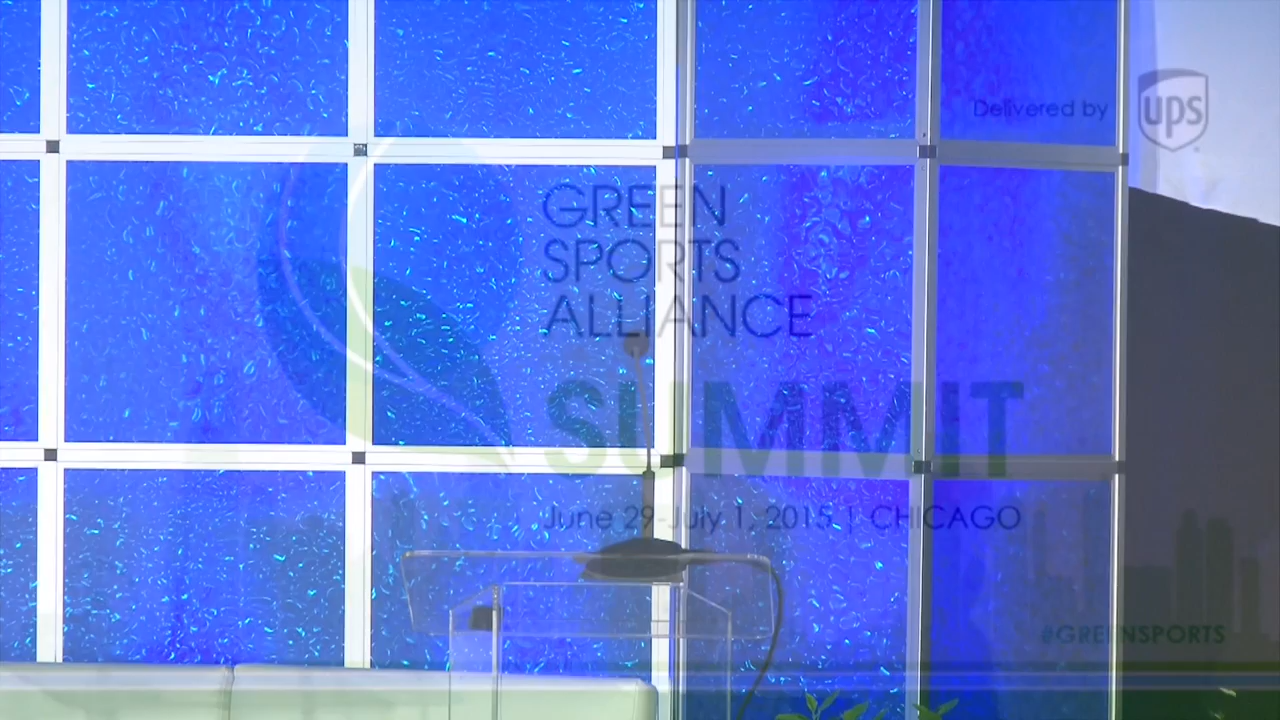 Delivered by
ups
GREEN
SPORTS
ALLIANCE
SUMMIT
June 29-July 1, 2015 | CHICAGO
#GREENSPORTS